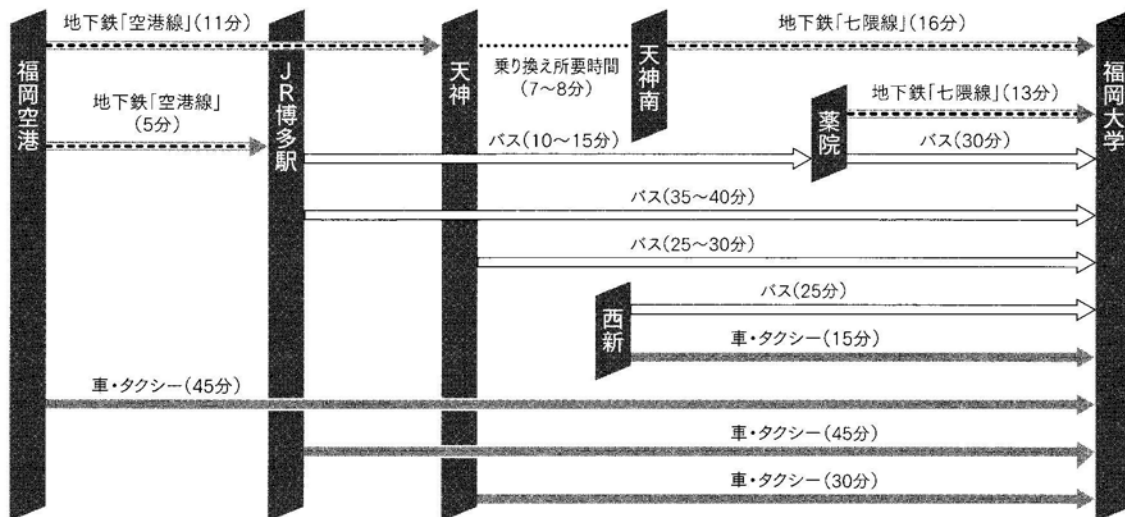 地下鉄「空港線」(11分)
地下鉄「七隈線」(16分)
福岡空港
JR博多駅
天神
乗り換え所要時間
(7〜8分)
天神南
福岡大学
地下鉄「空港線」
(5分)
地下鉄「七隈線」(13分)
薬院
バス(10〜15分)
バス(30分)
バス(35〜40分)
バス(25〜30分)
西新
バス(25分)
車・タクシー(15分)
車・タクシー(45分)
車・タクシー(45分)
車・タクシー(30分)